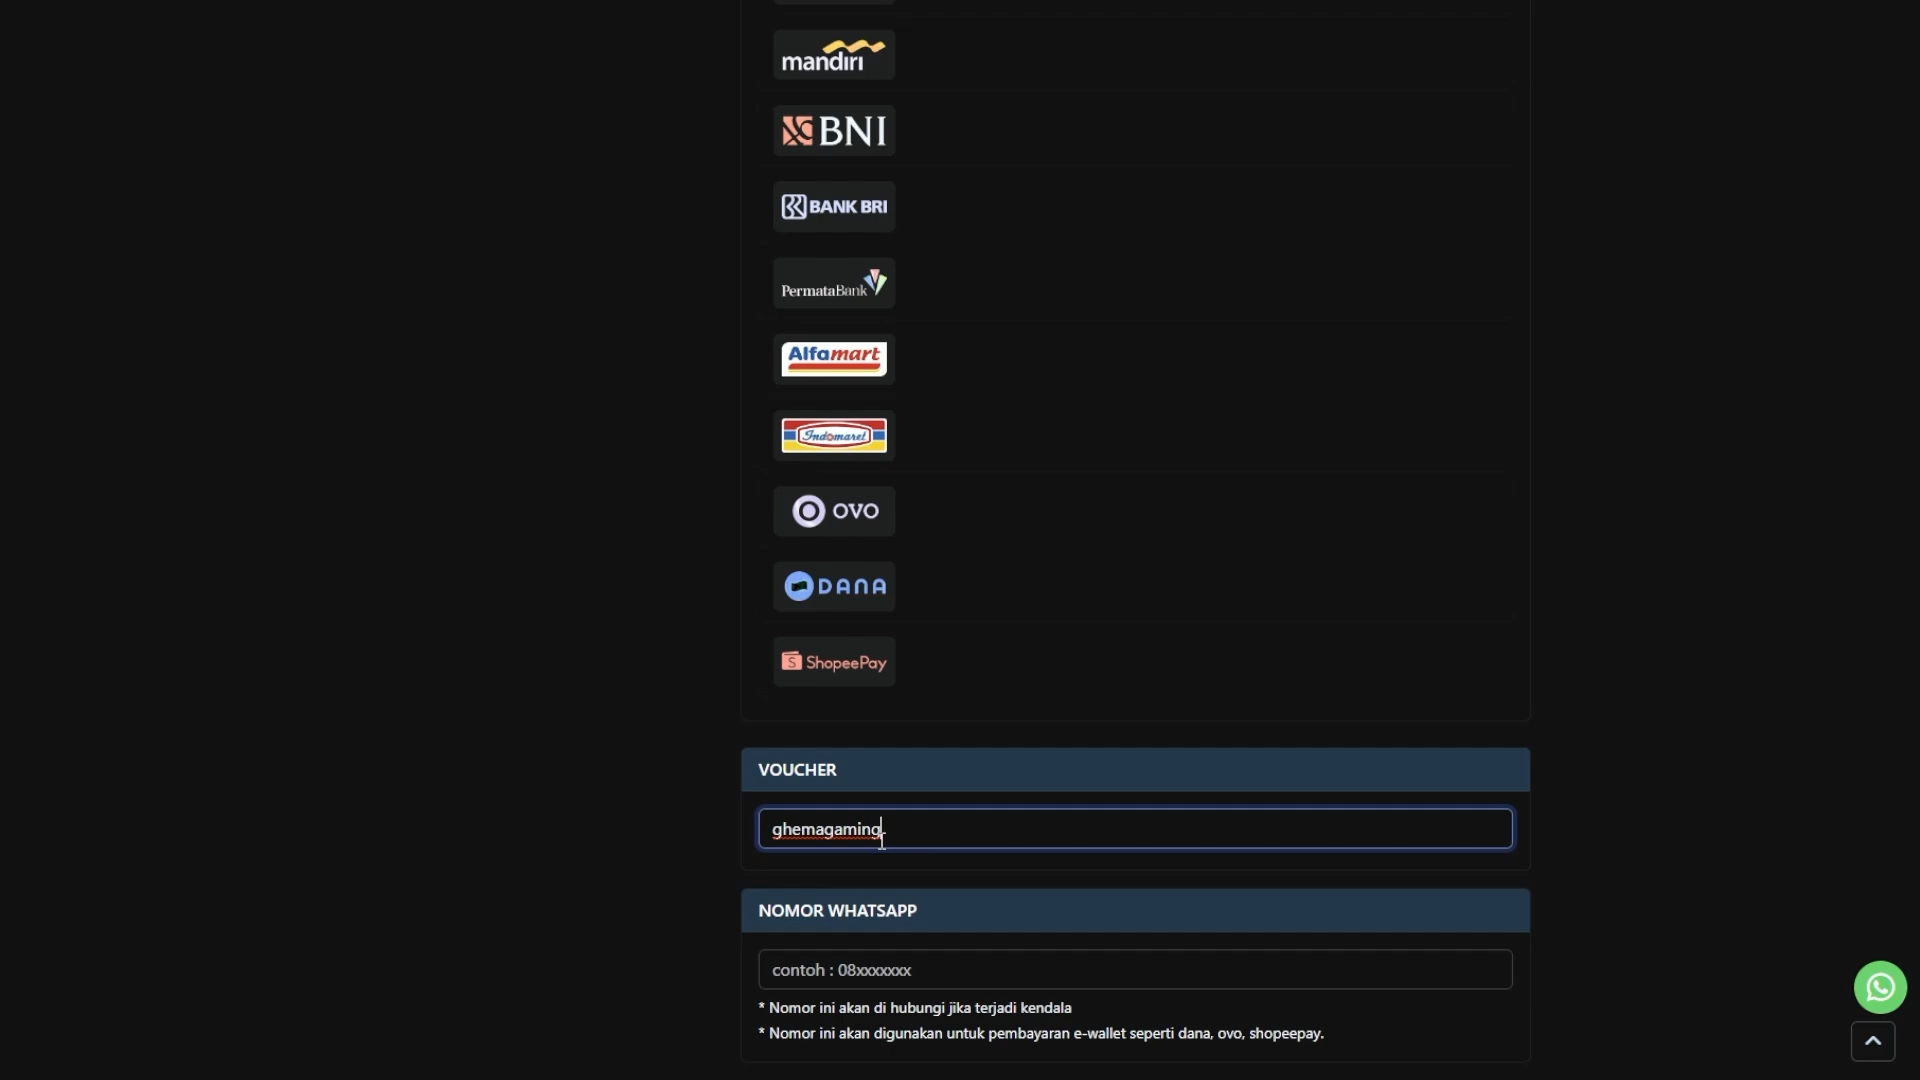 mandiri
BNI
BANK BRI
PermataBank
Alfamart
Indomaret
OVO
DANA
S ShopeePay
VOUCHER
ghemagaming
NOMOR WHATSAPP
contoh : 08xxxxxxx
* Nomor ini akan di hubungi jika terjadi kendala
* Nomor ini akan digunakan untuk pembayaran e-wallet seperti dana, ovo, shopeepay.